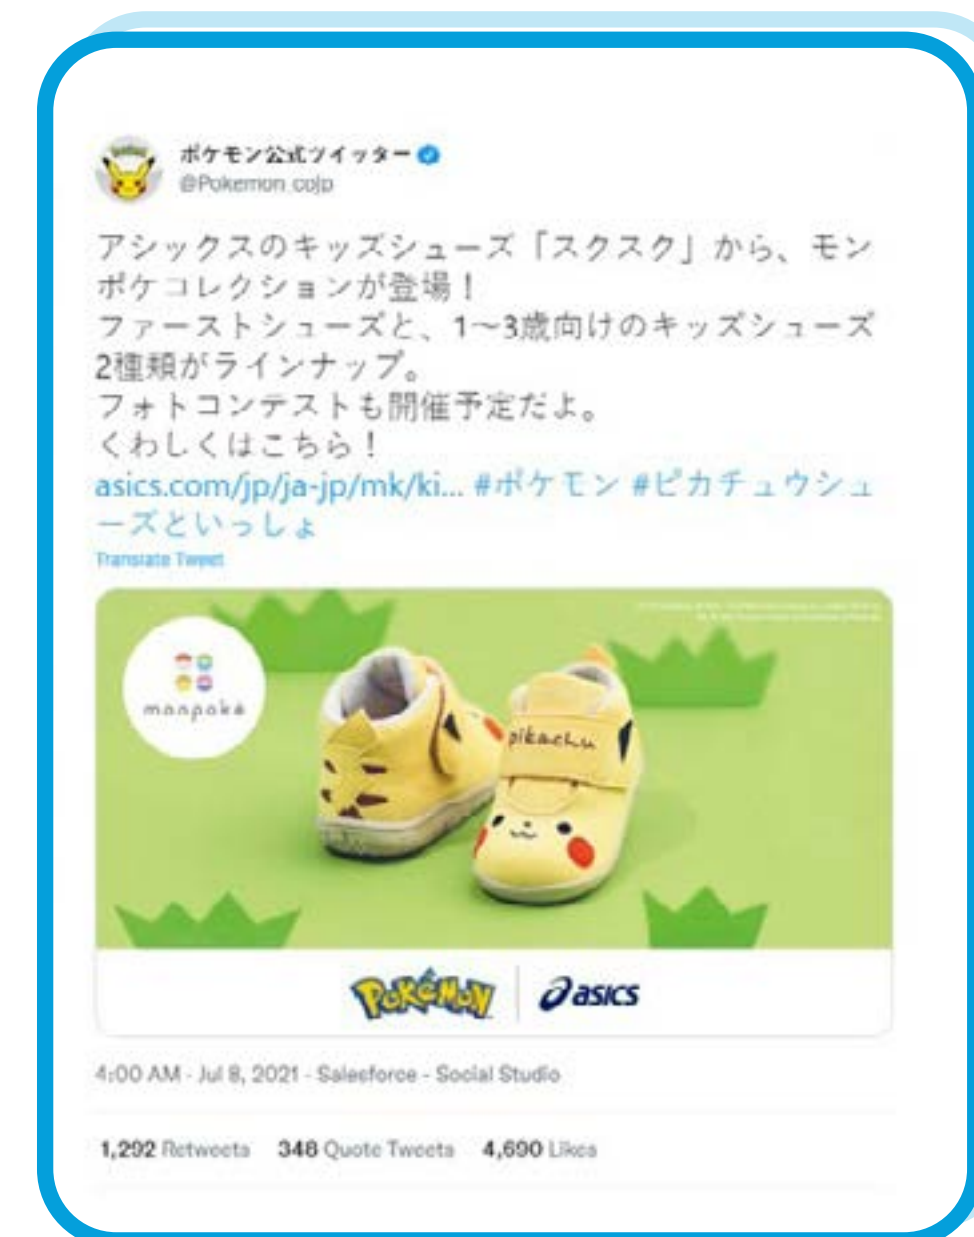 ポケモン公式ツイッター
@Pokemon_cojp
アシックスのキッズシューズ「スクスク」から、モン
ポケコレクションが登場！
ファーストシューズと、1〜3歳向けのキッズシューズ
2種類がラインナップ。
フォトコンテストも開催予定だよ。
くわしくはこちら！
asics.com/jp/ja-jp/mk/ki... #ポケモン #ピカチュウシュ
ーズといっしょ
Translate Tweet
monpoke
pikachu
POKéMON
asics
4:00 AM · Jul 8, 2021 · Salesforce - Social Studio
1,292 Retweets 348 Quote Tweets 4,690 Likes